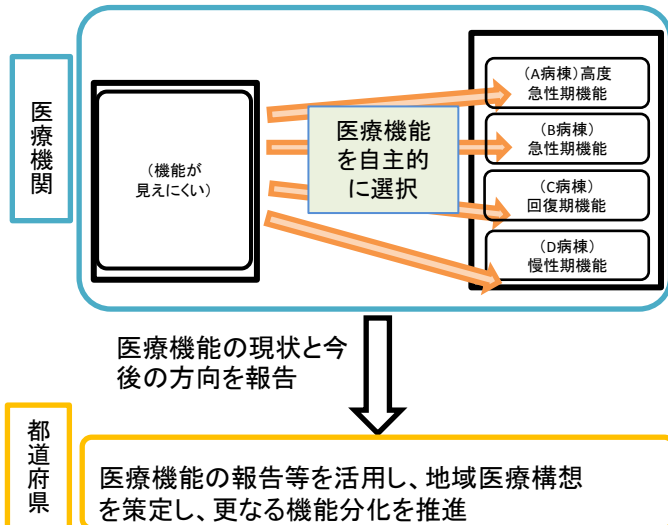 医療機関
(機能が
見えにくい)
医療機能
を自主的
に選択
(A病棟)高度
急性期機能
(B病棟)
急性期機能
(C病棟)
回復期機能
(D病棟)
慢性期機能
医療機能の現状と今
後の方向を報告
都道府県
医療機能の報告等を活用し、地域医療構想
を策定し、更なる機能分化を推進